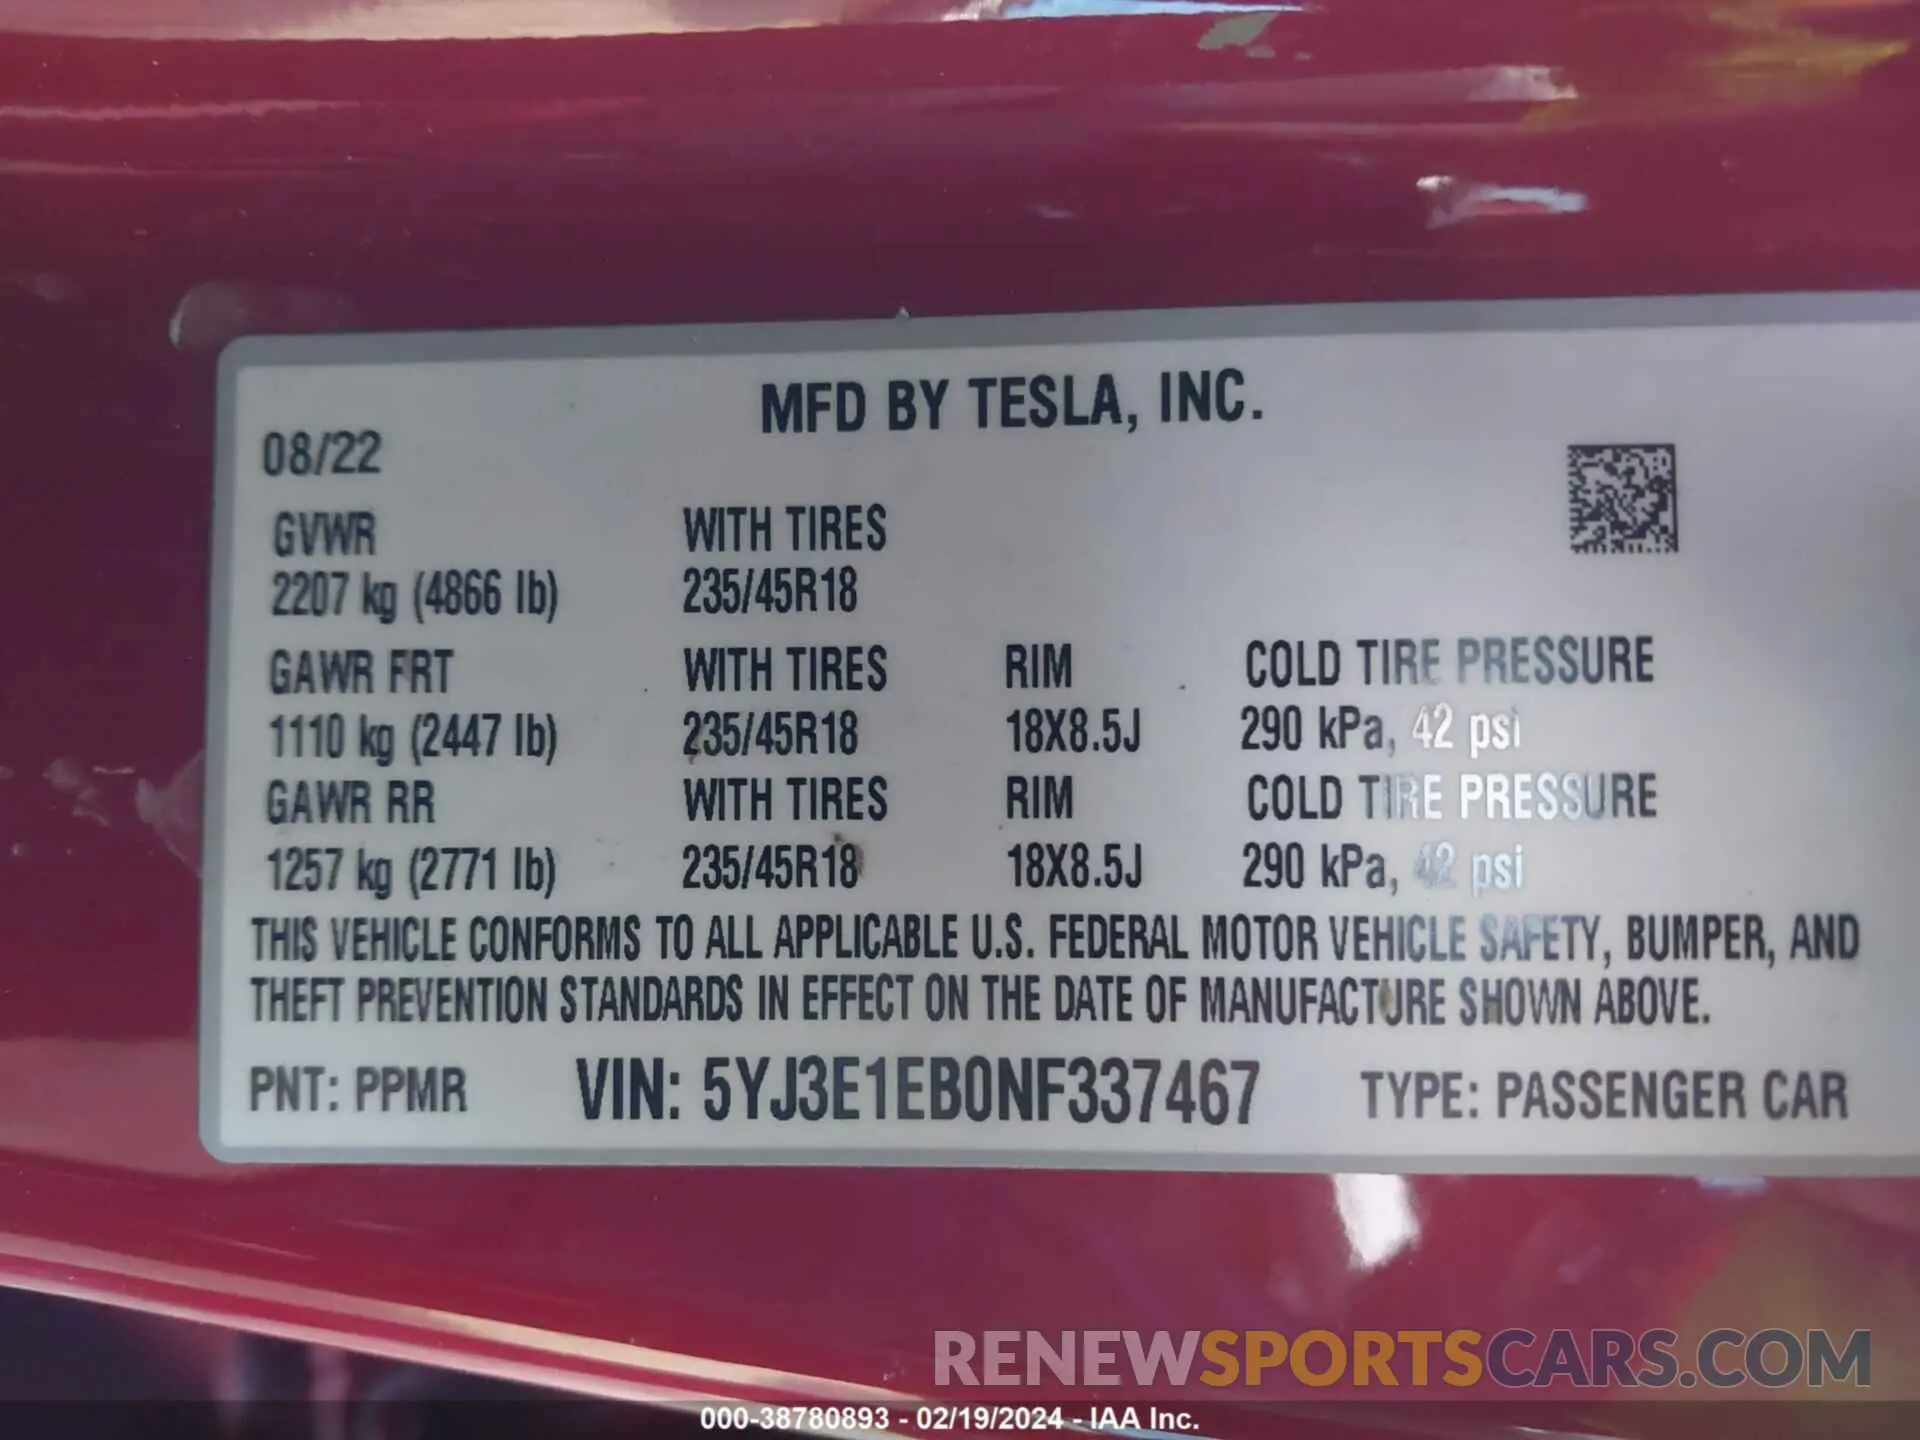 MFD BY TESLA, INC.
08/22
GVWR WITH TIRES
2207 kg (4866 lb) 235/45R18
GAWR FRT WITH TIRES RIM COLD TIRE PRESSURE
1110 kg (2447 lb) 235/45R18 18X8.5J 290 kPa, 42 psi
GAWR RR WITH TIRES RIM COLD TIRE PRESSURE
1257 kg (2771 lb) 235/45R18 18X8.5J 290 kPa, 42 psi
THIS VEHICLE CONFORMS TO ALL APPLICABLE U.S. FEDERAL MOTOR VEHICLE SAFETY, BUMPER, AND
THEFT PREVENTION STANDARDS IN EFFECT ON THE DATE OF MANUFACTURE SHOWN ABOVE.
PNT: PPMR VIN: 5YJ3E1EB0NF337467 TYPE: PASSENGER CAR
RENEWSPORTSCARS.COM
000-38780893 - 02/19/2024 - IAA Inc.